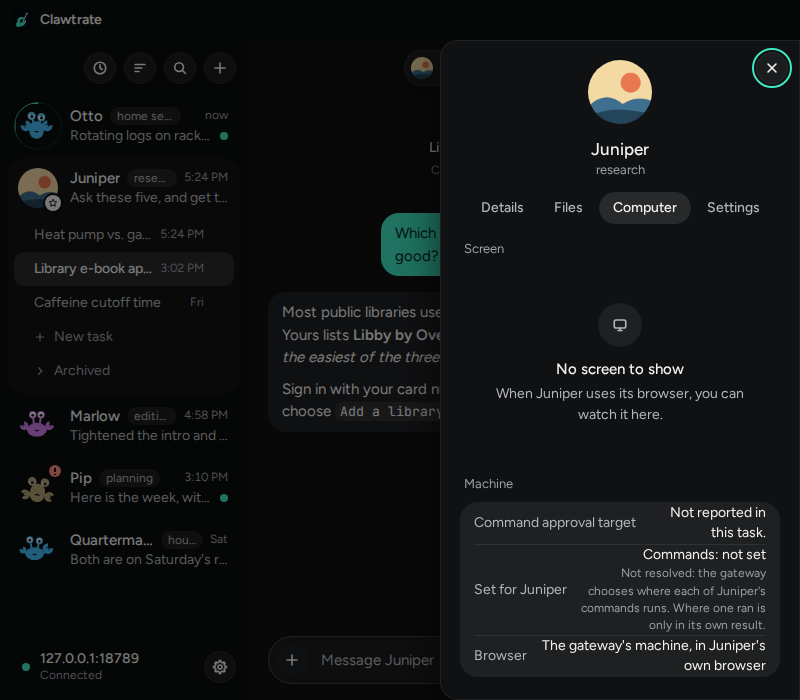 Clawtrate
Otto
home se...
now
Rotating logs on rack...
Juniper
rese...
5:24 PM
Ask these five, and get t...
Heat pump vs. ga...
5:24 PM
Library e-book ap...
3:02 PM
Caffeine cutoff time
Fri
+ New task
Archived
Marlow
editi...
4:58 PM
Tightened the intro and ...
Pip
planning
3:10 PM
Here is the week, wit...
Quarterma...
hou...
Sat
Both are on Saturday's r...
127.0.0.1:18789
Connected
Li
C
Which
good?
Most public libraries use
Yours lists Libby by Ove
the easiest of the three
Sign in with your card n
choose Add a library
Message Juniper
Juniper
research
Details
Files
Computer
Settings
Screen
No screen to show
When Juniper uses its browser, you can
watch it here.
Machine
Command approval target
Not reported in
this task.
Set for Juniper
Commands: not set
Not resolved: the gateway
chooses where each of Juniper's
commands runs. Where one ran is
only in its own result.
Browser
The gateway's machine, in Juniper's
own browser